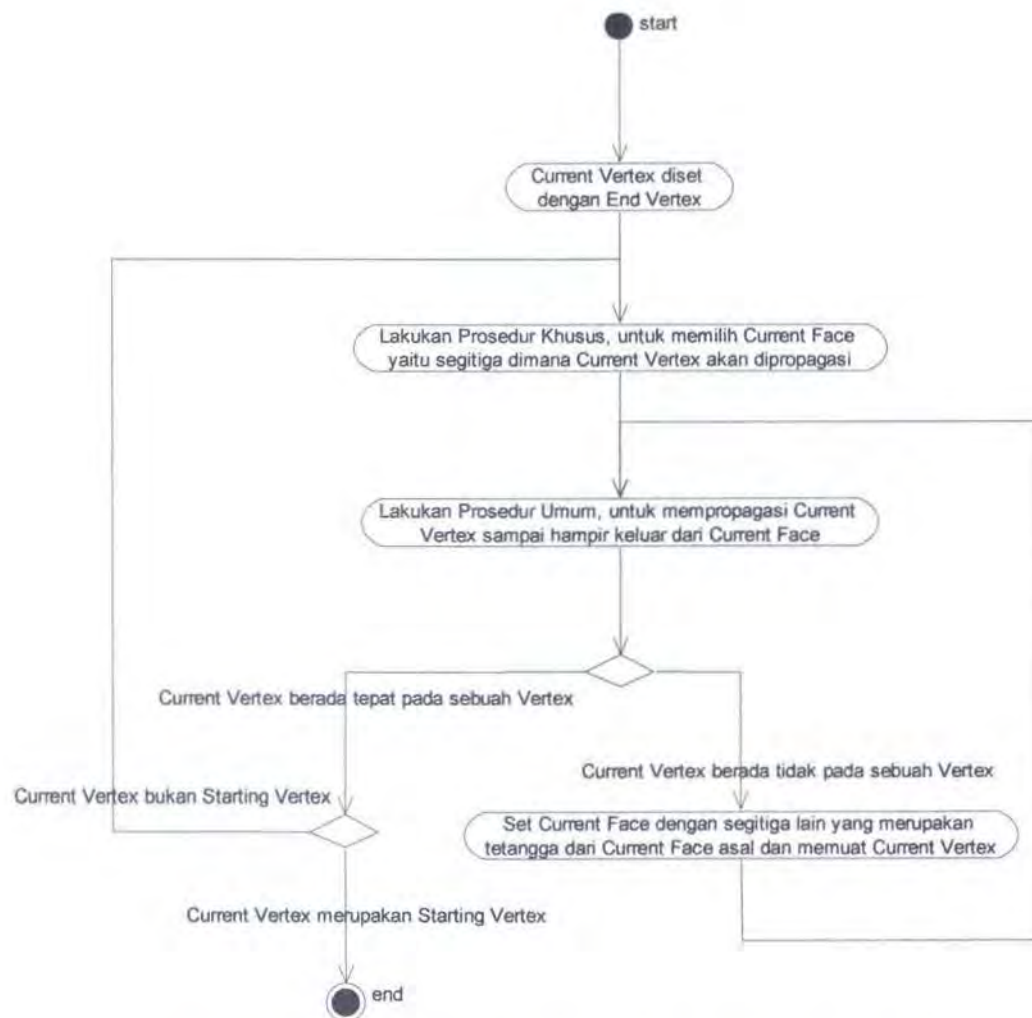 start
Current Vertex diset
dengan End Vertex
Lakukan Prosedur Khusus, untuk memilih Current Face
yaitu segitiga dimana Current Vertex akan dipropagasi
Lakukan Prosedur Umum, untuk mempropagasi Current
Vertex sampai hampir keluar dari Current Face
Current Vertex berada tepat pada sebuah Vertex
Current Vertex berada tidak pada sebuah Vertex
Current Vertex bukan Starting Vertex
Set Current Face dengan segitiga lain yang merupakan
tetangga dari Current Face asal dan memuat Current Vertex
Current Vertex merupakan Starting Vertex
end